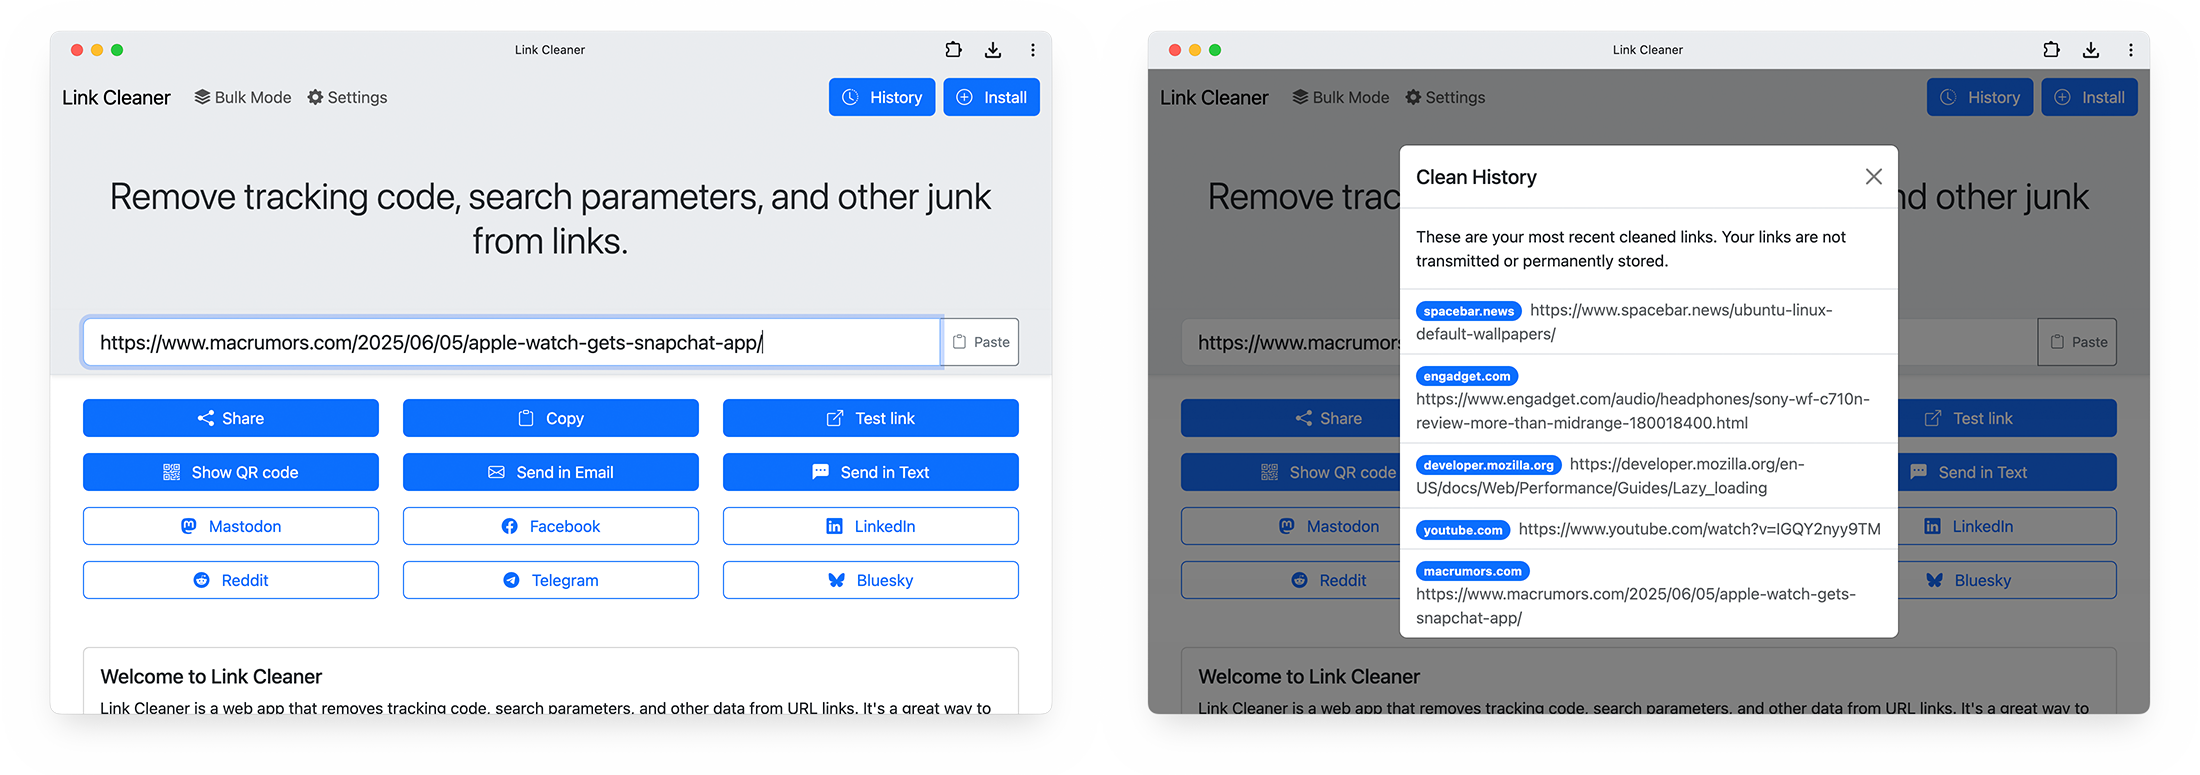 Link Cleaner
Link Cleaner Bulk Mode Settings History Install
Remove tracking code, search parameters, and other junk
from links.
https://www.macrumors.com/2025/06/05/apple-watch-gets-snapchat-app/ Paste
Share Copy Test link
Show QR code Send in Email Send in Text
Mastodon Facebook LinkedIn
Reddit Telegram Bluesky
Welcome to Link Cleaner
Link Cleaner is a web app that removes tracking code, search parameters, and other data from URL links. It's a great way to
Link Cleaner
Link Cleaner Bulk Mode Settings History Install
Remove trac
nd other junk
https://www.macrumors Paste
Share Test link
Show QR code Send in Text
Mastodon LinkedIn
Reddit Bluesky
Clean History
These are your most recent cleaned links. Your links are not
transmitted or permanently stored.
spacebar.news https://www.spacebar.news/ubuntu-linux-
default-wallpapers/
engadget.com
https://www.engadget.com/audio/headphones/sony-wf-c710n-
review-more-than-midrange-180018400.html
developer.mozilla.org https://developer.mozilla.org/en-
US/docs/Web/Performance/Guides/Lazy_loading
youtube.com https://www.youtube.com/watch?v=IGQY2nyy9TM
macrumors.com
https://www.macrumors.com/2025/06/05/apple-watch-gets-
snapchat-app/
Welcome to Link Cleaner
Link Cleaner is a web app that removes tracking code, search parameters, and other data from URL links. It's a great way to